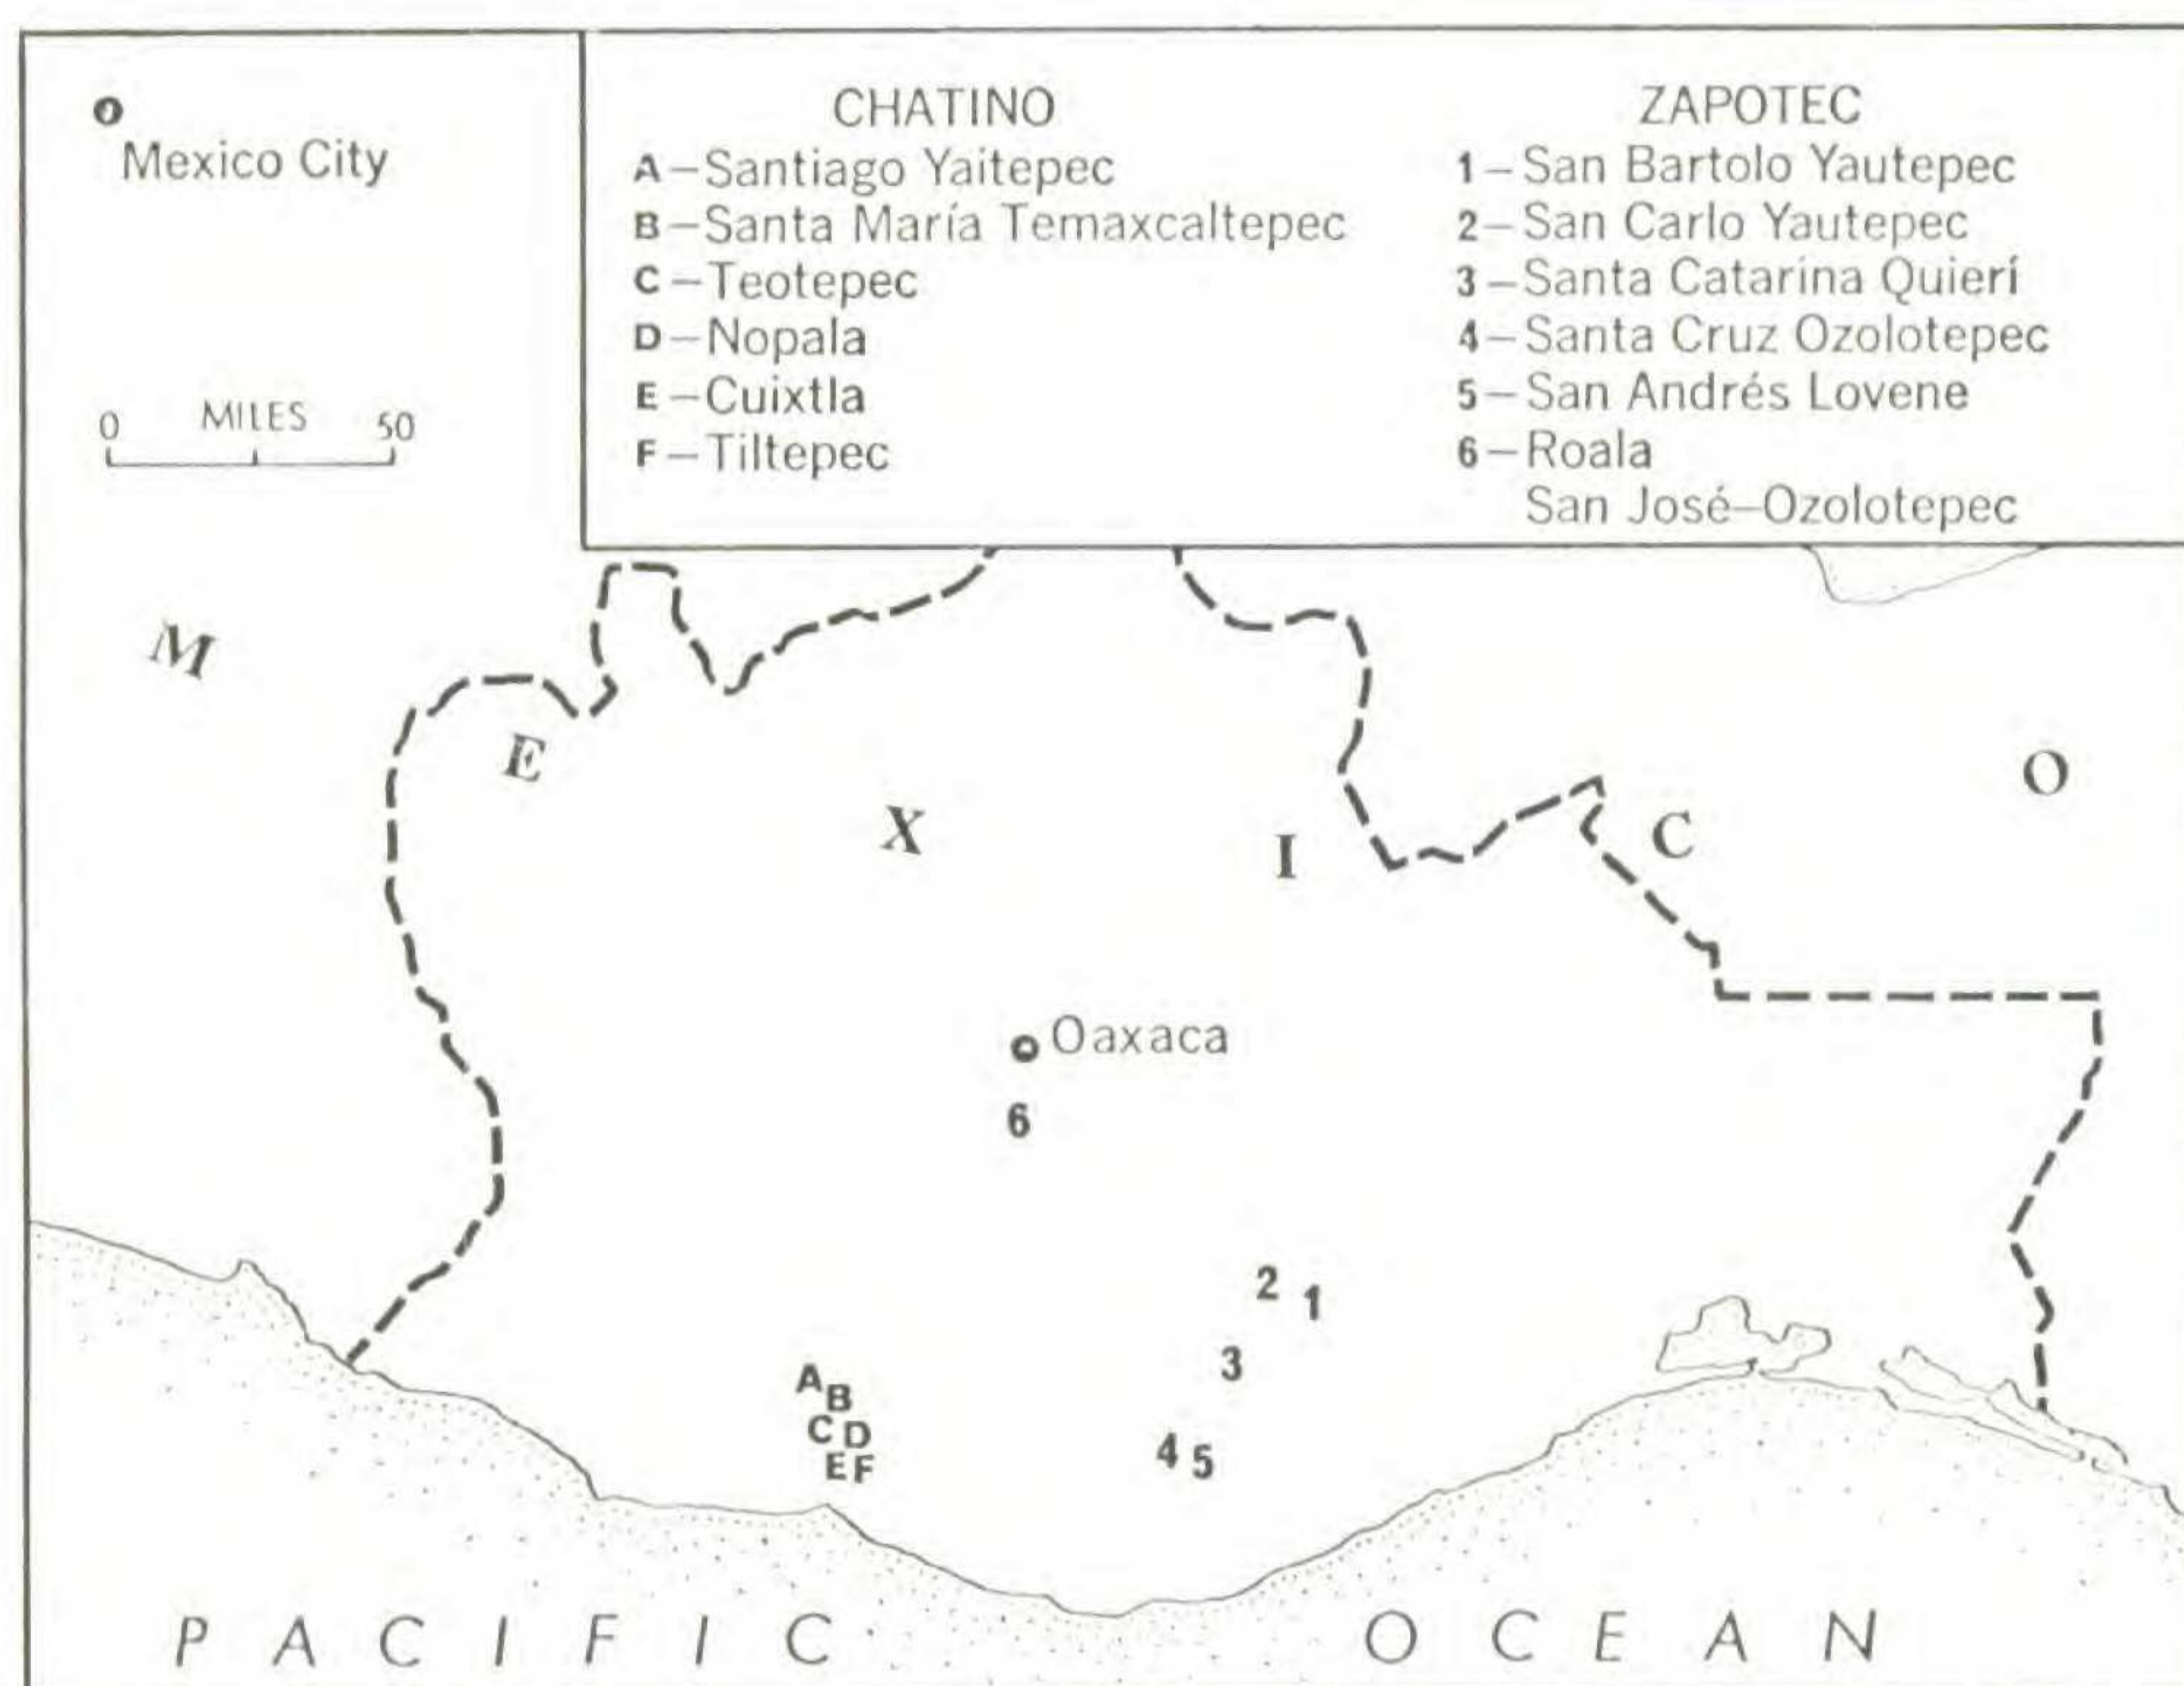 Mexico City
0 MILES 50
CHATINO
A—Santiago Yaitepec
B—Santa María Temaxcaltepec
C—Teotepec
D—Nopala
E—Cuixtla
F—Tiltepec
ZAPOTEC
1—San Bartolo Yautepec
2—San Carlo Yautepec
3—Santa Catarina Quierí
4—Santa Cruz Ozolotepec
5—San Andrés Lovene
6—Roala
San José—Ozolotepec
M E X I C O
Oaxaca
6
2 1
3
A B
C D
E F
4 5
PACIFIC OCEAN